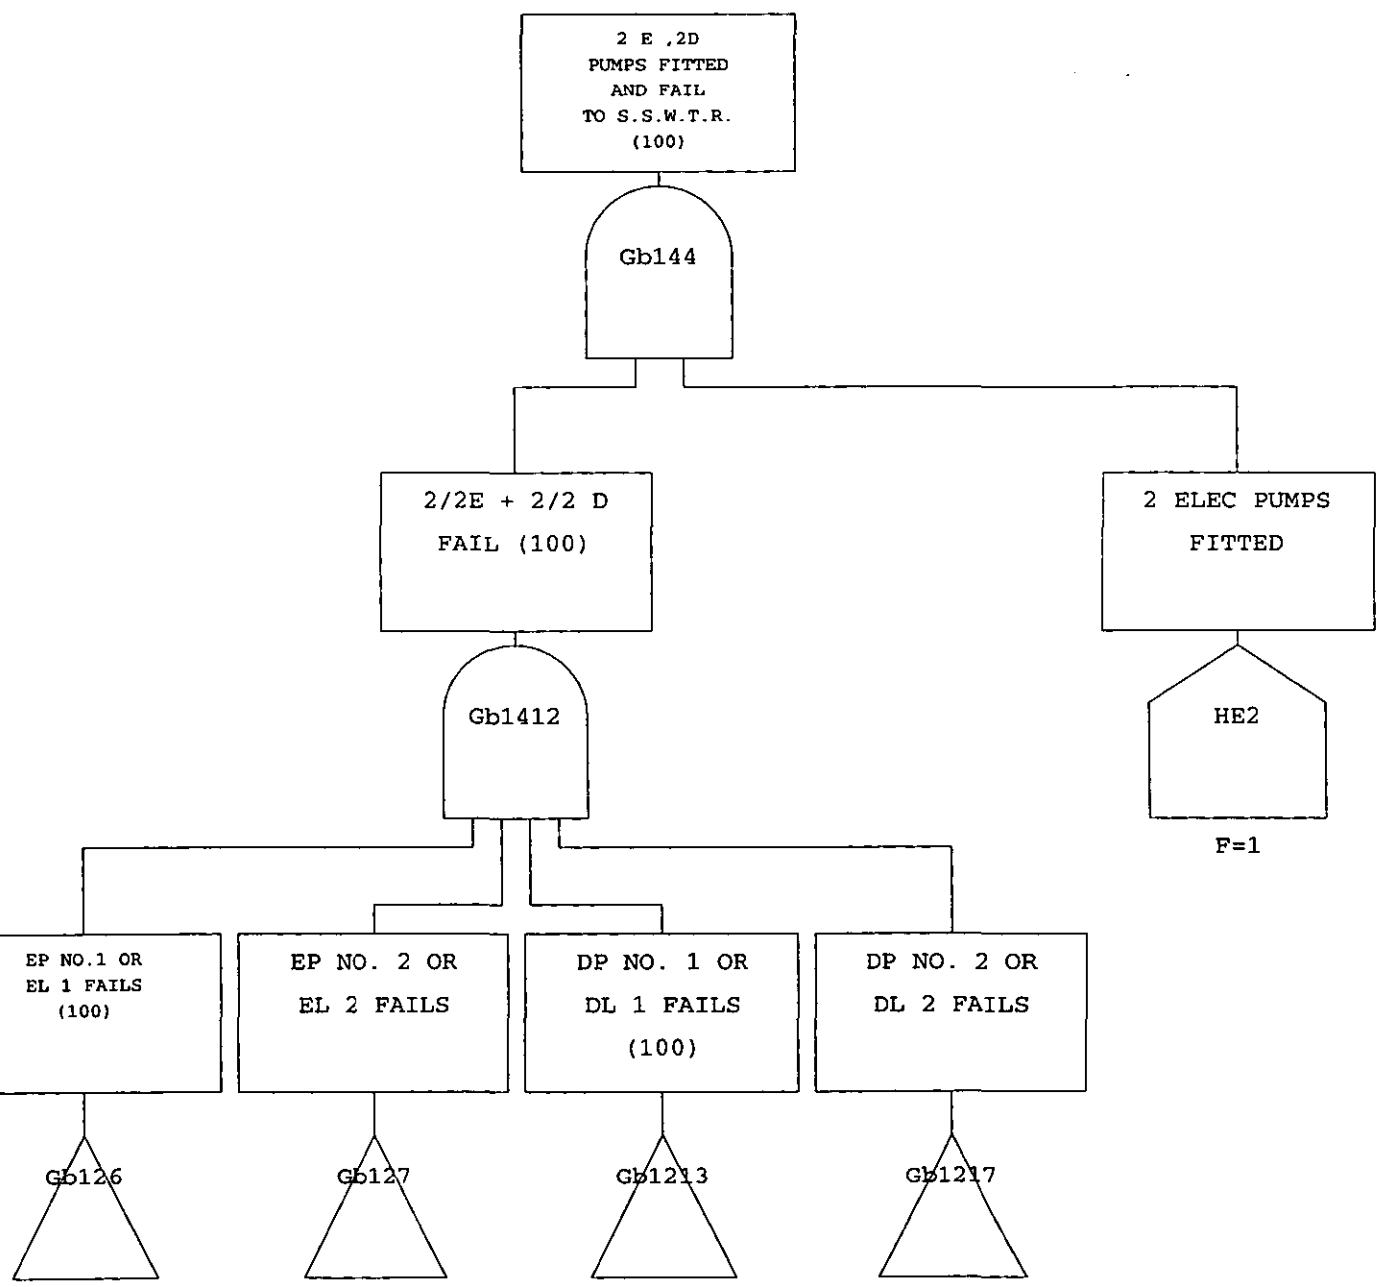 2 E ,2D
PUMPS FITTED
AND FAIL
TO S.S.W.T.R.
(100)
Gb144
2/2E + 2/2 D
FAIL (100)
2 ELEC PUMPS
FITTED
Gb1412
HE2
F=1
EP NO.1 OR
EL 1 FAILS
(100)
EP NO. 2 OR
EL 2 FAILS
DP NO. 1 OR
DL 1 FAILS
(100)
DP NO. 2 OR
DL 2 FAILS
Gb126
Gb127
Gb1213
Gb1217